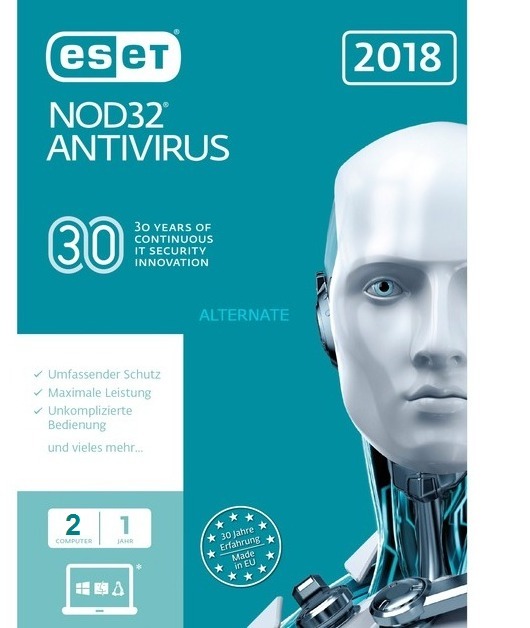 eseT®
2018
NOD32®
ANTIVIRUS
30
30 YEARS OF
CONTINUOUS
IT SECURITY
INNOVATION
ALTERNATE
✓ Umfassender Schutz
✓ Maximale Leistung
✓ Unkomplizierte
Bedienung
und vieles mehr...
2
COMPUTER
1
JAHR
*
30 Jahre
Erfahrung
Made
in EU